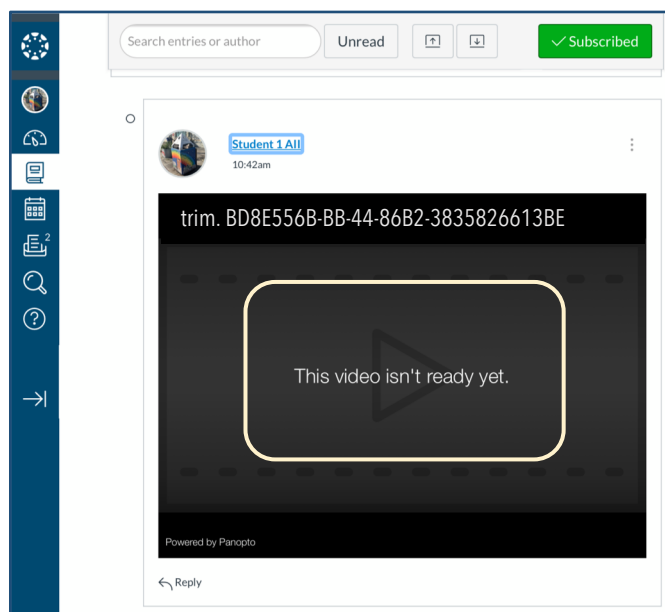 Search entries or author
Unread
Subscribed
Student 1 All
10:42am
2
trim. BD8E556B-BB-44-86B2-3835826613BE
This video isn't ready yet.
Powered by Panopto
Reply